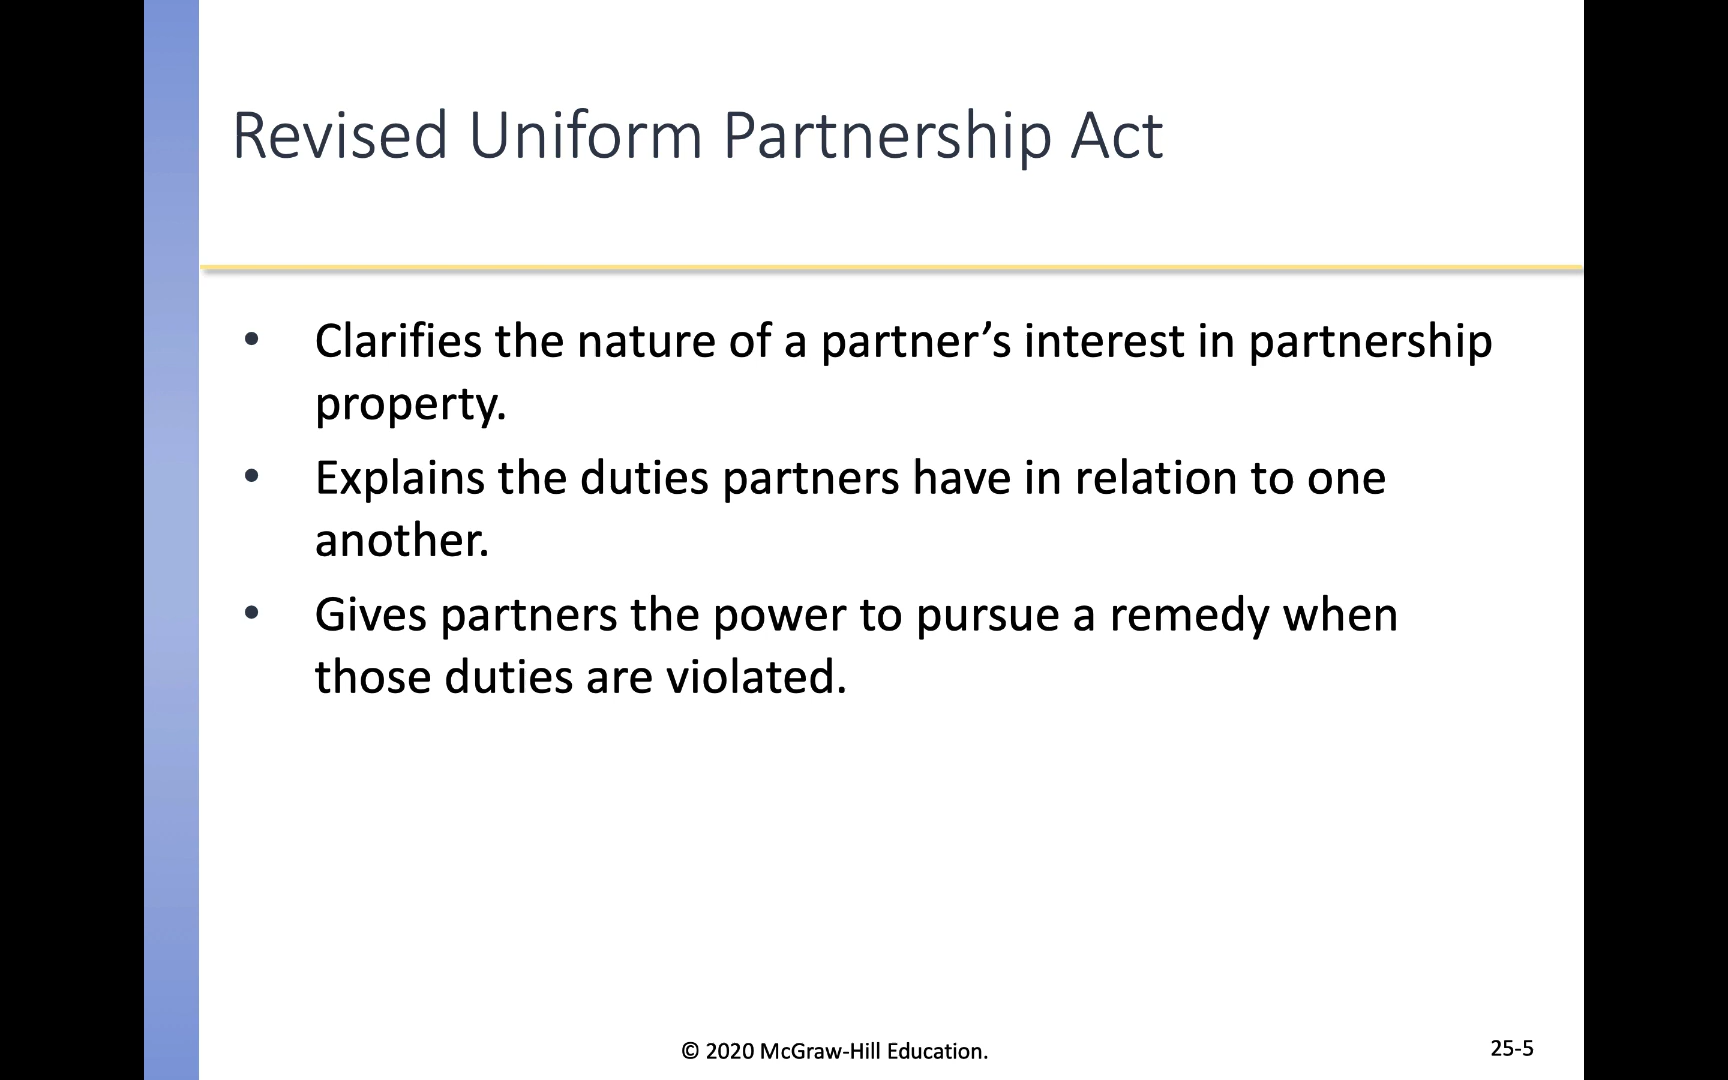 Revised Uniform Partnership Act
• Clarifies the nature of a partner’s interest in partnership
property.
• Explains the duties partners have in relation to one
another.
• Gives partners the power to pursue a remedy when
those duties are violated.
© 2020 McGraw-Hill Education.
25-5